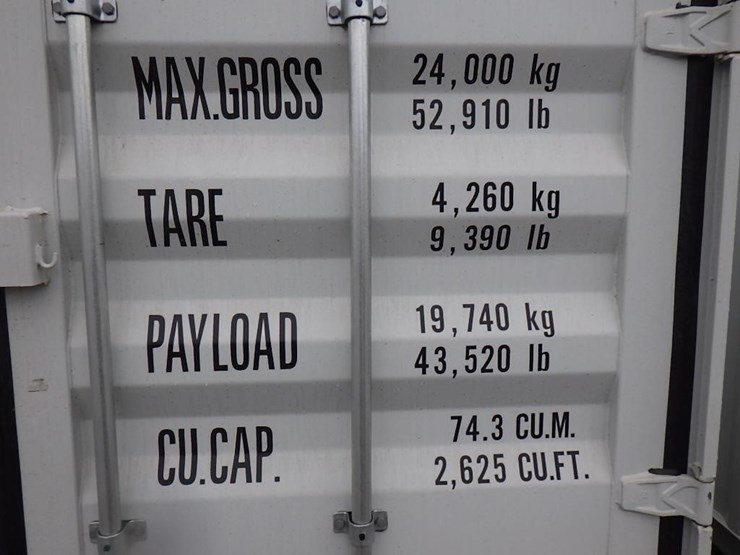 MAX.GROSS 24,000 kg
52,910 lb
TARE 4,260 kg
9,390 lb
PAYLOAD 19,740 kg
43,520 lb
CU.CAP. 74.3 CU.M.
2,625 CU.FT.